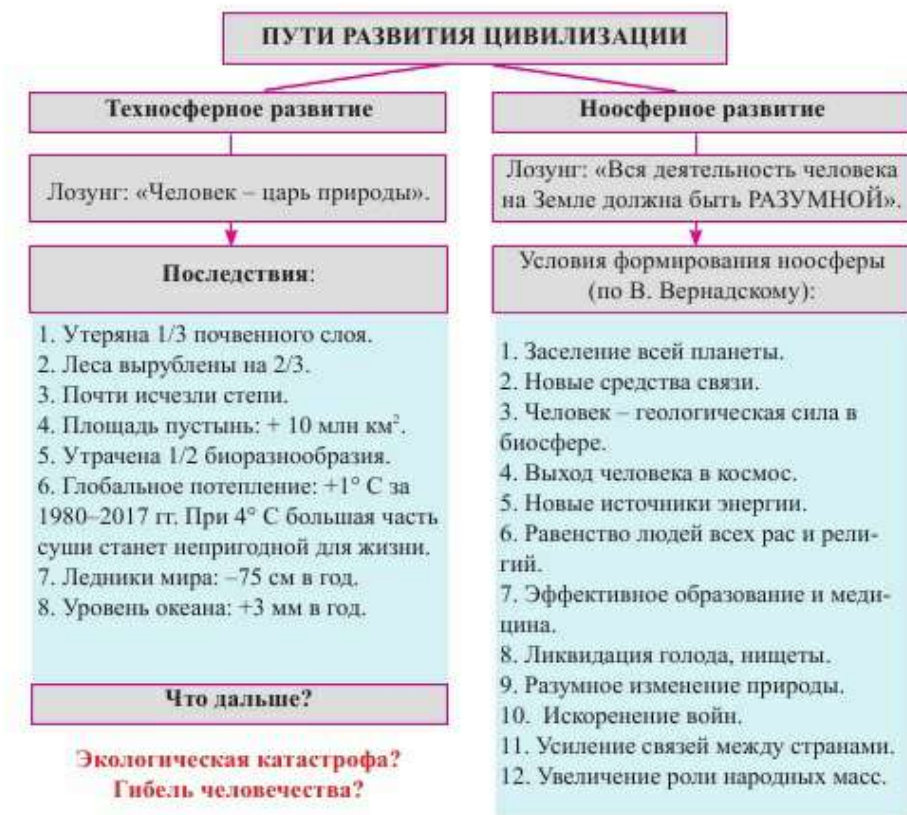 ПУТИ РАЗВИТИЯ ЦИВИЛИЗАЦИИ
Техносферное развитие
Лозунг: «Человек – царь природы».
Последствия:
1. Утеряна 1/3 почвенного слоя.
2. Леса вырублены на 2/3.
3. Почти исчезли степи.
4. Площадь пустынь: + 10 млн км².
5. Утрачена 1/2 биоразнообразия.
6. Глобальное потепление: +1° С за
1980–2017 гг. При 4° С большая часть
суши станет непригодной для жизни.
7. Ледники мира: –75 см в год.
8. Уровень океана: +3 мм в год.
Что дальше?
Экологическая катастрофа?
Гибель человечества?
Ноосферное развитие
Лозунг: «Вся деятельность человека
на Земле должна быть РАЗУМНОЙ».
Условия формирования ноосферы
(по В. Вернадскому):
1. Заселение всей планеты.
2. Новые средства связи.
3. Человек – геологическая сила в
биосфере.
4. Выход человека в космос.
5. Новые источники энергии.
6. Равенство людей всех рас и рели-
гий.
7. Эффективное образование и меди-
цина.
8. Ликвидация голода, нищеты.
9. Разумное изменение природы.
10. Искоренение войн.
11. Усиление связей между странами.
12. Увеличение роли народных масс.